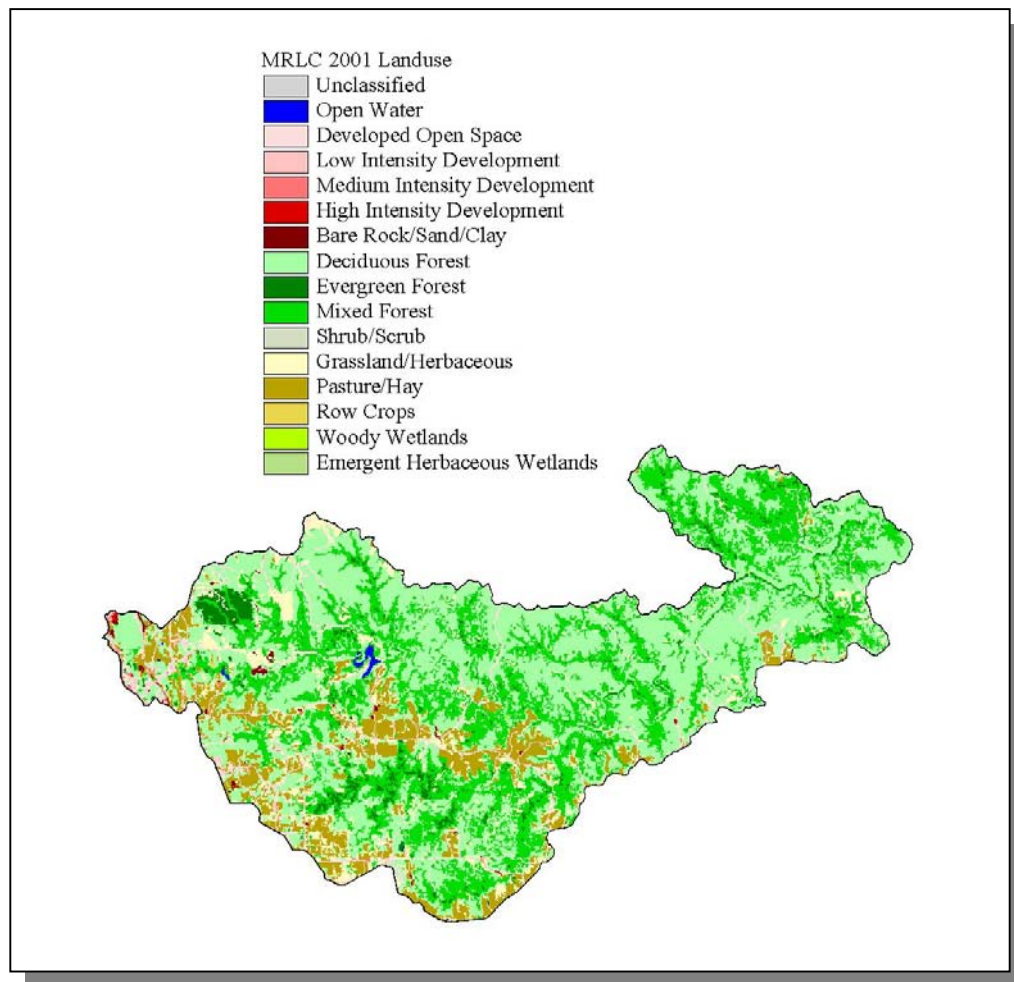 MRLC 2001 Landuse
Unclassified
Open Water
Developed Open Space
Low Intensity Development
Medium Intensity Development
High Intensity Development
Bare Rock/Sand/Clay
Deciduous Forest
Evergreen Forest
Mixed Forest
Shrub/Scrub
Grassland/Herbaceous
Pasture/Hay
Row Crops
Woody Wetlands
Emergent Herbaceous Wetlands